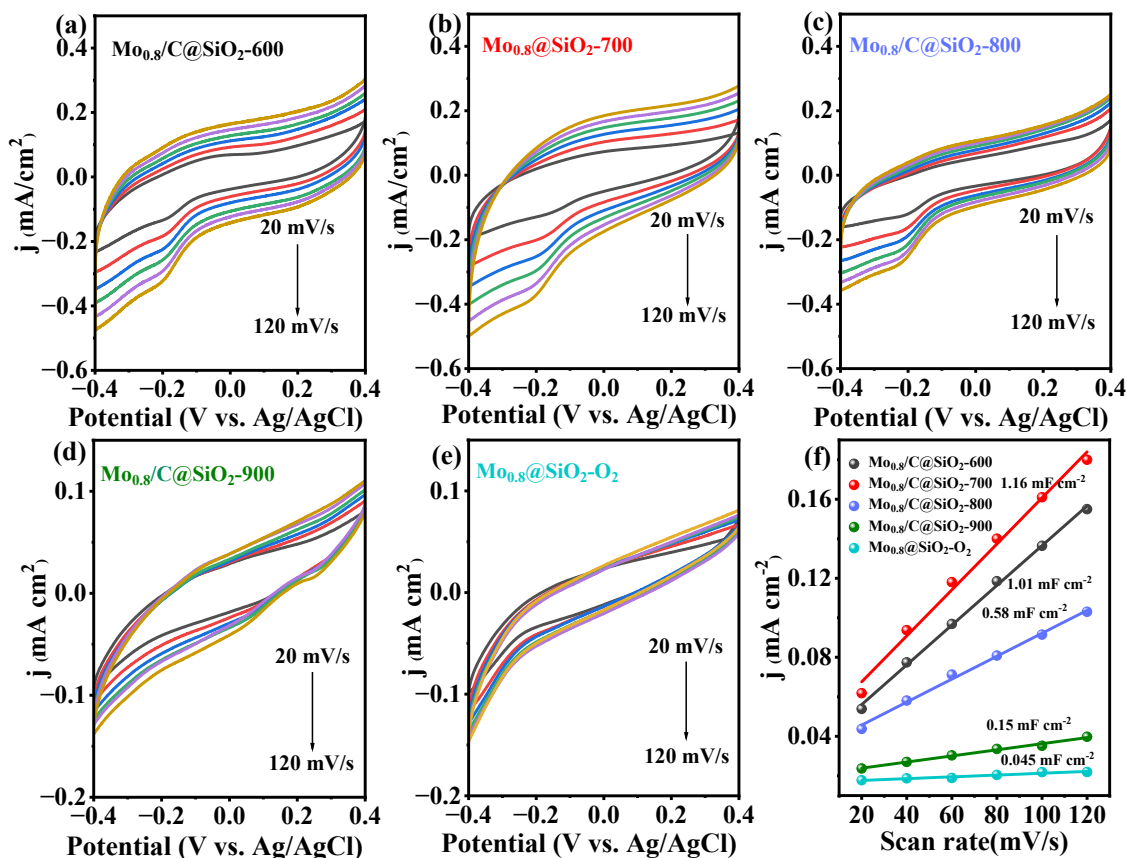 (a)
Mo0.8/C@SiO2-600
0.4
0.2
0.0
−0.2
−0.4
−0.6
j (mA/cm2)
20 mV/s
120 mV/s
−0.4 −0.2 0.0 0.2 0.4
Potential (V vs. Ag/AgCl)
(b)
Mo0.8@SiO2-700
0.4
0.2
0.0
−0.2
−0.4
−0.6
j (mA/cm2)
20 mV/s
120 mV/s
−0.4 −0.2 0.0 0.2 0.4
Potential (V vs. Ag/AgCl)
(c)
Mo0.8/C@SiO2-800
0.4
0.2
0.0
−0.2
−0.4
−0.6
j (mA/cm2)
20 mV/s
120 mV/s
−0.4 −0.2 0.0 0.2 0.4
Potential (V vs. Ag/AgCl)
(d)
Mo0.8/C@SiO2-900
0.1
0.0
−0.1
−0.2
j (mA cm-2)
20 mV/s
120 mV/s
−0.4 −0.2 0.0 0.2 0.4
Potential (V vs. Ag/AgCl)
(e)
Mo0.8@SiO2-O2
0.1
0.0
−0.1
−0.2
j (mA cm-2)
20 mV/s
120 mV/s
−0.4 −0.2 0.0 0.2 0.4
Potential (V vs. Ag/AgCl)
(f)
Mo0.8/C@SiO2-600
Mo0.8/C@SiO2-700
Mo0.8/C@SiO2-800
Mo0.8/C@SiO2-900
Mo0.8@SiO2-O2
1.16 mF cm-2
1.01 mF cm-2
0.58 mF cm-2
0.15 mF cm-2
0.045 mF cm-2
0.16
0.12
0.08
0.04
j (mA cm-2)
20 40 60 80 100 120
Scan rate(mV/s)